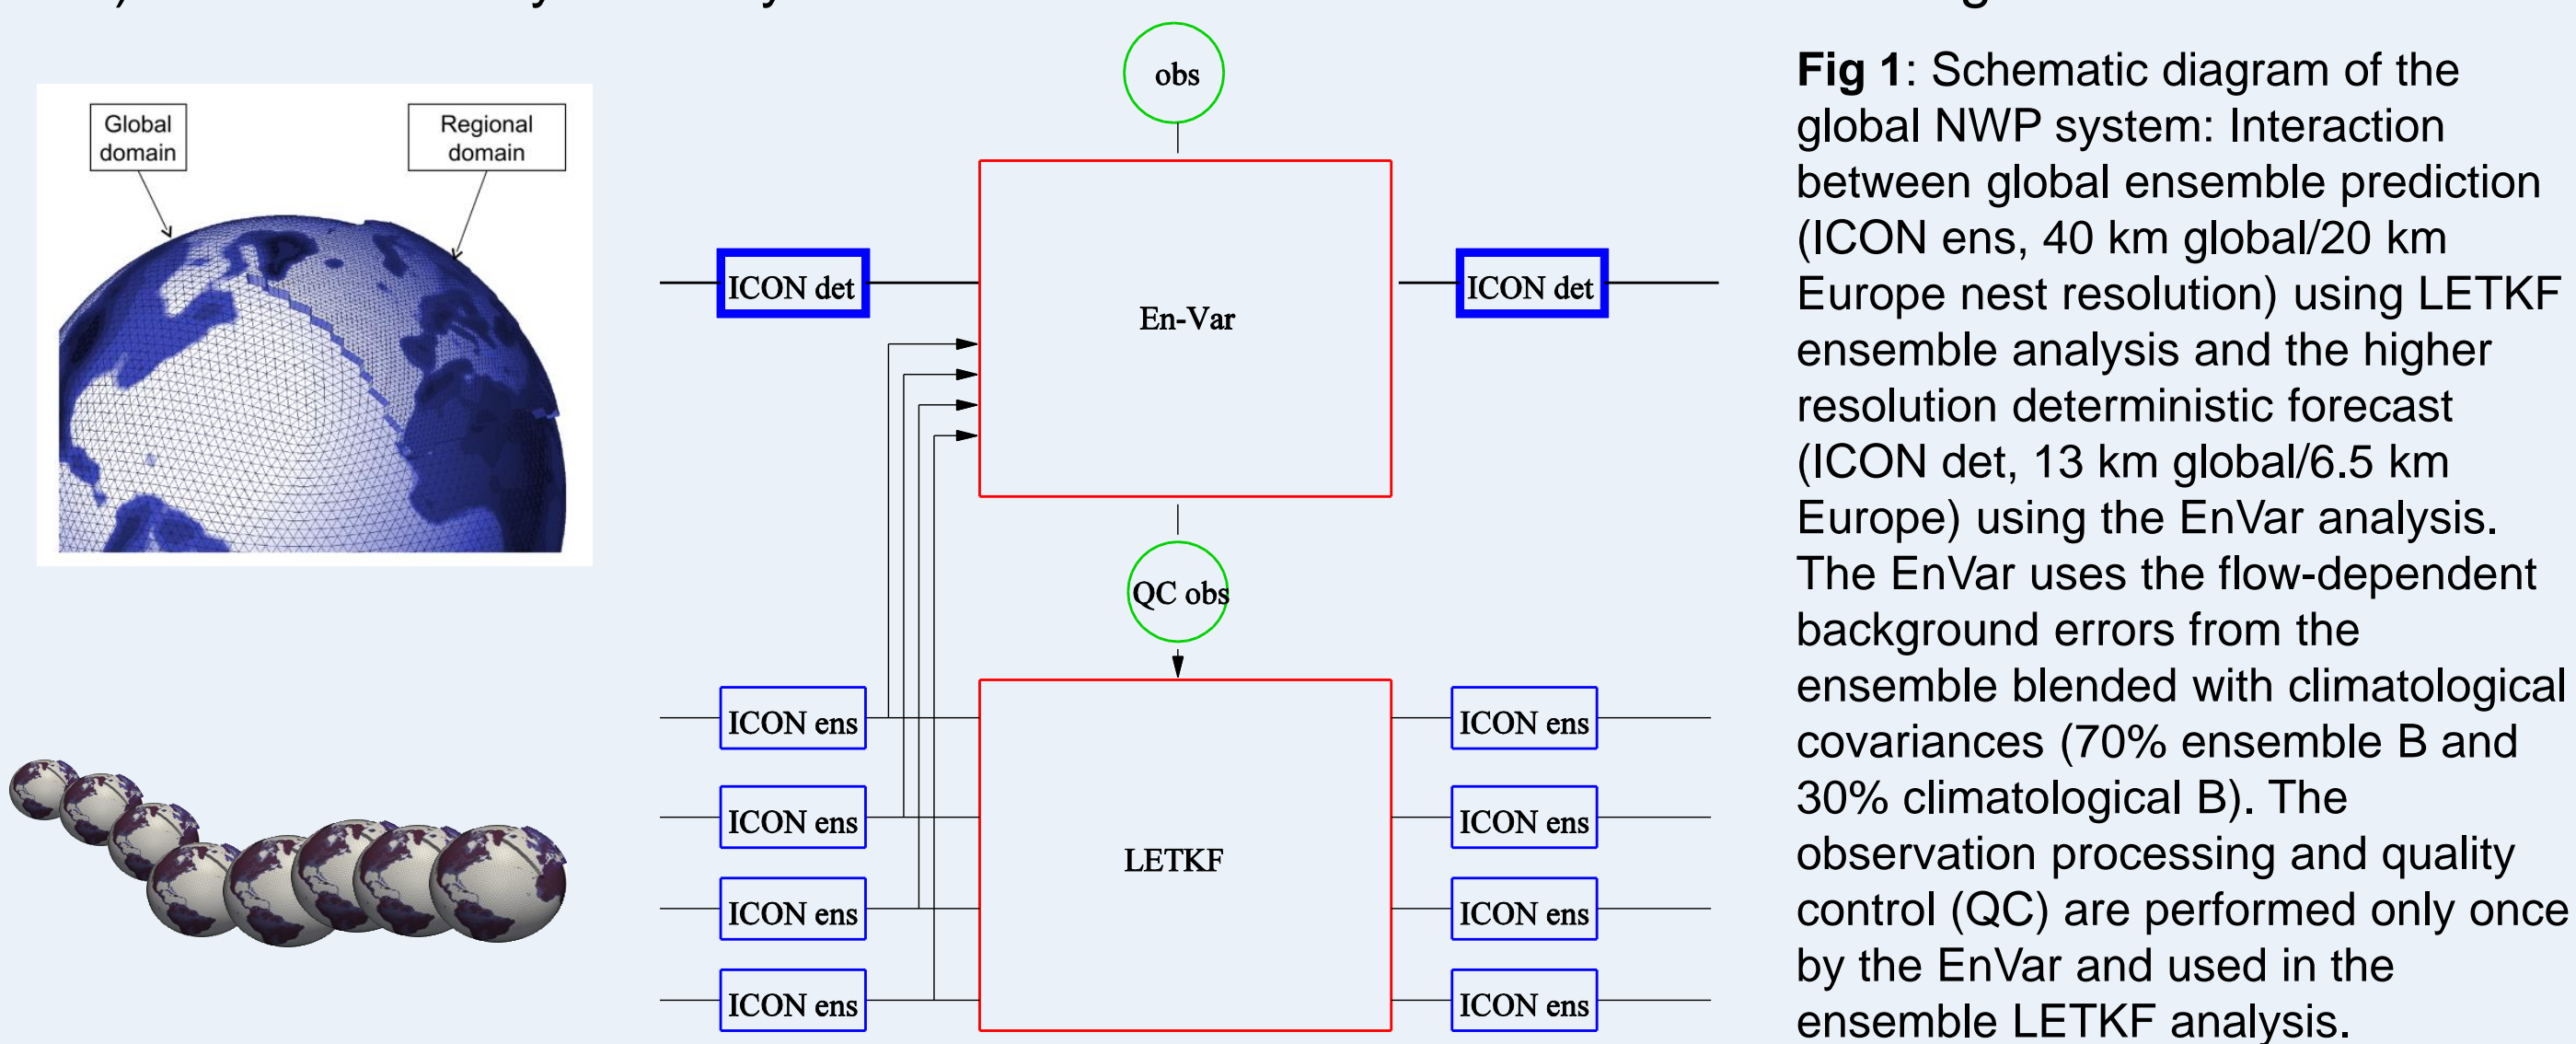 Global
domain
Regional
domain
obs
ICON det
ICON det
En-Var
QC obs
ICON ens
ICON ens
ICON ens
ICON ens
ICON ens
ICON ens
LETKF
ICON ens
ICON ens
Fig 1: Schematic diagram of the
global NWP system: Interaction
between global ensemble prediction
(ICON ens, 40 km global/20 km
Europe nest resolution) using LETKF
ensemble analysis and the higher
resolution deterministic forecast
(ICON det, 13 km global/6.5 km
Europe) using the EnVar analysis.
The EnVar uses the flow-dependent
background errors from the
ensemble blended with climatological
covariances (70% ensemble B and
30% climatological B). The
observation processing and quality
control (QC) are performed only once
by the EnVar and used in the
ensemble LETKF analysis.